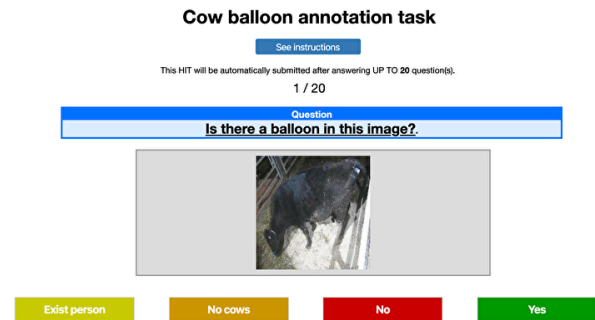 Cow balloon annotation task
See instructions
This HIT will be automatically submitted after answering UP TO 20 question(s).
1 / 20
Question
Is there a balloon in this image?.
Exist person No cows No Yes